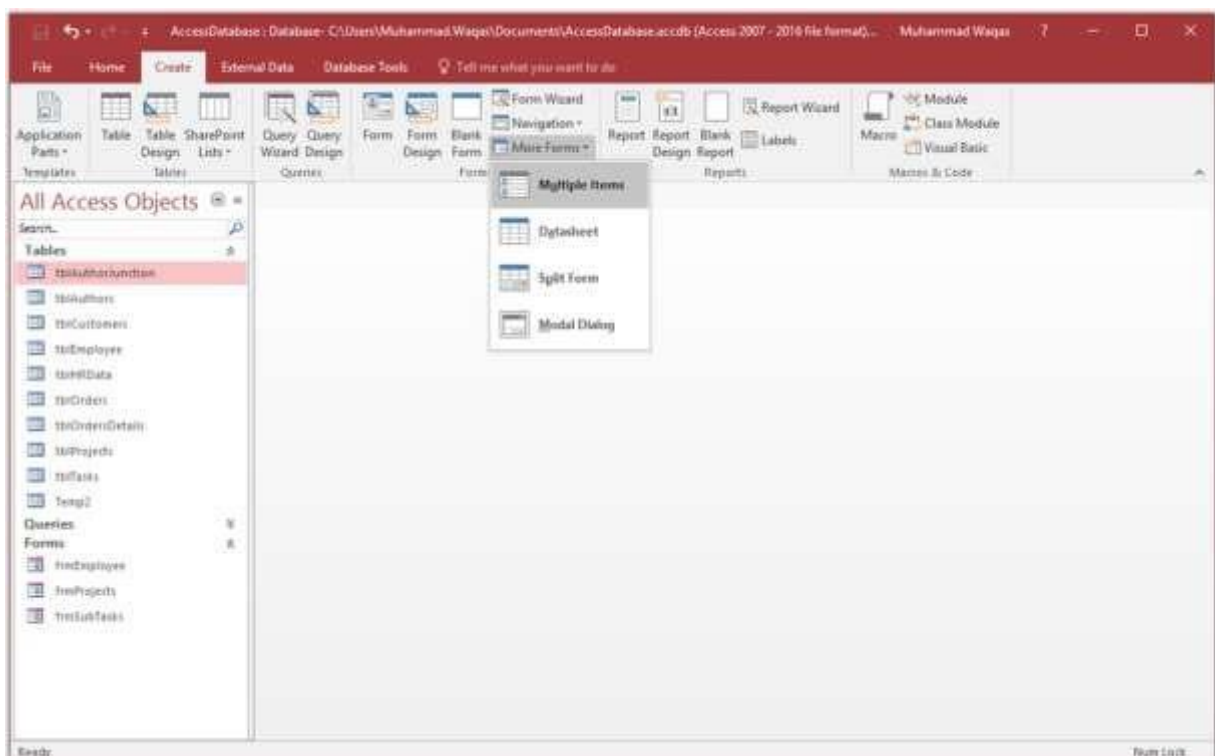 AccessDatabase : Database- C:\Users\Muhammad.Waqas\Documents\AccessDatabase.accdb (Access 2007 - 2016 file format)... Muhammad Waqas ?
File Home Create External Data Database Tools Tell me what you want to do
Application Parts
Table
Table Design
SharePoint Lists
Query Wizard
Query Design
Form
Form Design
Blank Form
Form Wizard
Navigation
More Forms
Report
Report Design
Blank Report
Report Wizard
Labels
Macro
Module
Class Module
Visual Basic
Templates Tables Queries Form Reports Macros & Code
Multiple Items
Datasheet
Split Form
Modal Dialog
All Access Objects
Search...
Tables
tblAuthorJunction
tblAuthors
tblCustomers
tblEmployee
tblHRData
tblOrders
tblOrdersDetails
tblProjects
tblTasks
Temp2
Queries
Forms
frmEmployee
frmProjects
frmSubTasks
Ready Num Lock